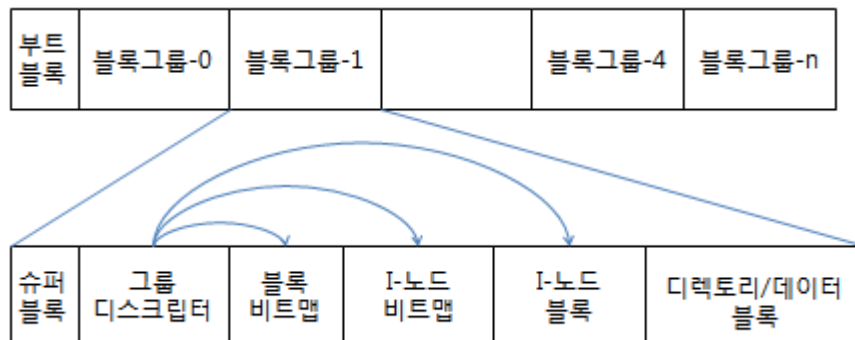 부트
블록
블록그룹-0
블록그룹-1
블록그룹-4
블록그룹-n
슈퍼
블록
그룹
디스크립터
블록
비트맵
I-노드
비트맵
I-노드
블록
디렉토리/데이터
블록